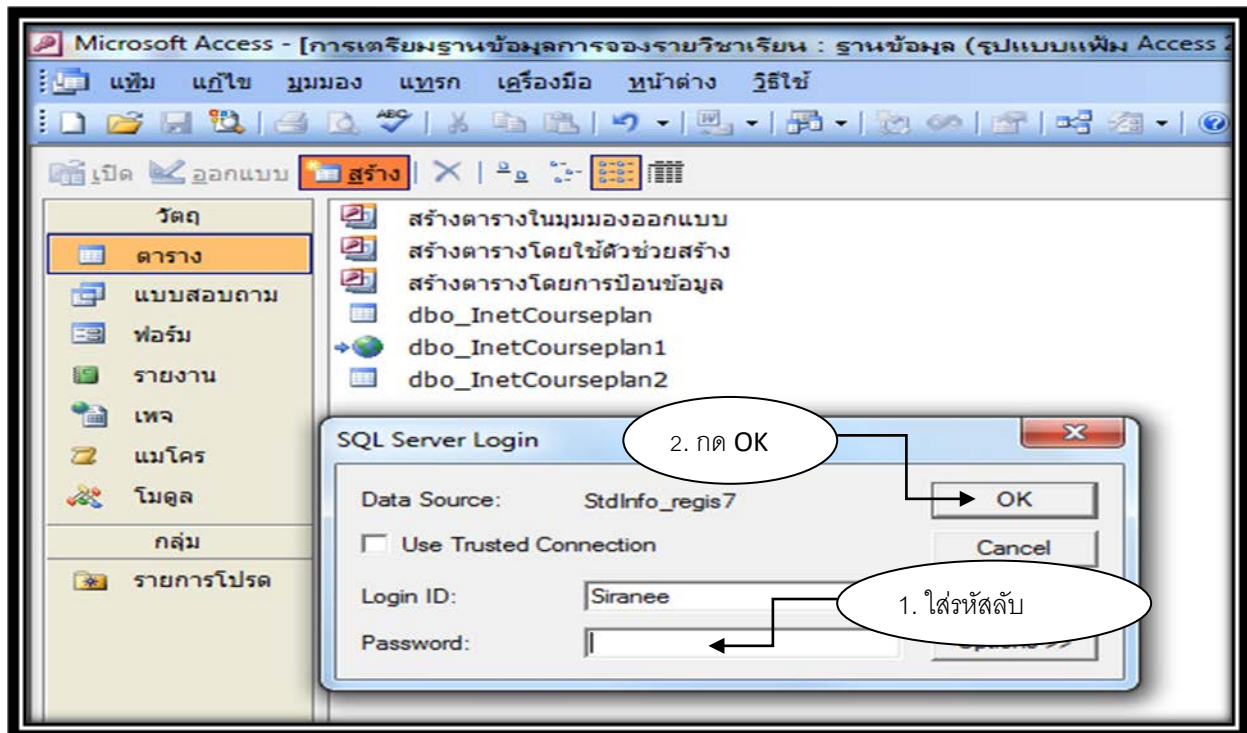 Microsoft Access - [การเตรียมฐานข้อมูลการจองรายวิชาเรียน : ฐานข้อมูล (รูปแบบแฟ้ม Access 2
แฟ้ม แก้ไข มุมมอง แทรก เครื่องมือ หน้าต่าง วิธีใช้
เปิด ออกแบบ สร้าง
วัตถุ
ตาราง
แบบสอบถาม
ฟอร์ม
รายงาน
เพจ
แมโคร
โมดูล
กลุ่ม
รายการโปรด
สร้างตารางในมุมมองออกแบบ
สร้างตารางโดยใช้ตัวช่วยสร้าง
สร้างตารางโดยการป้อนข้อมูล
dbo_InetCourseplan
dbo_InetCourseplan1
dbo_InetCourseplan2
SQL Server Login
2. กด OK
Data Source: StdInfo_regis7
OK
Use Trusted Connection
Cancel
Login ID: Siranee
1. ใส่รหัสลับ
Password:
Options >>